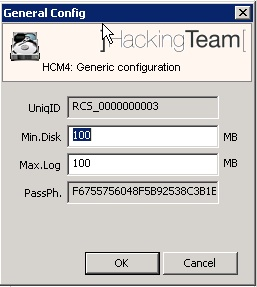 General Config
]HackingTeam[
HCM4: Generic configuration
UniqID RCS_0000000003
Min.Disk 100 MB
Max.Log 100 MB
PassPh. F6755756048F5B92538C3B1E
OK Cancel